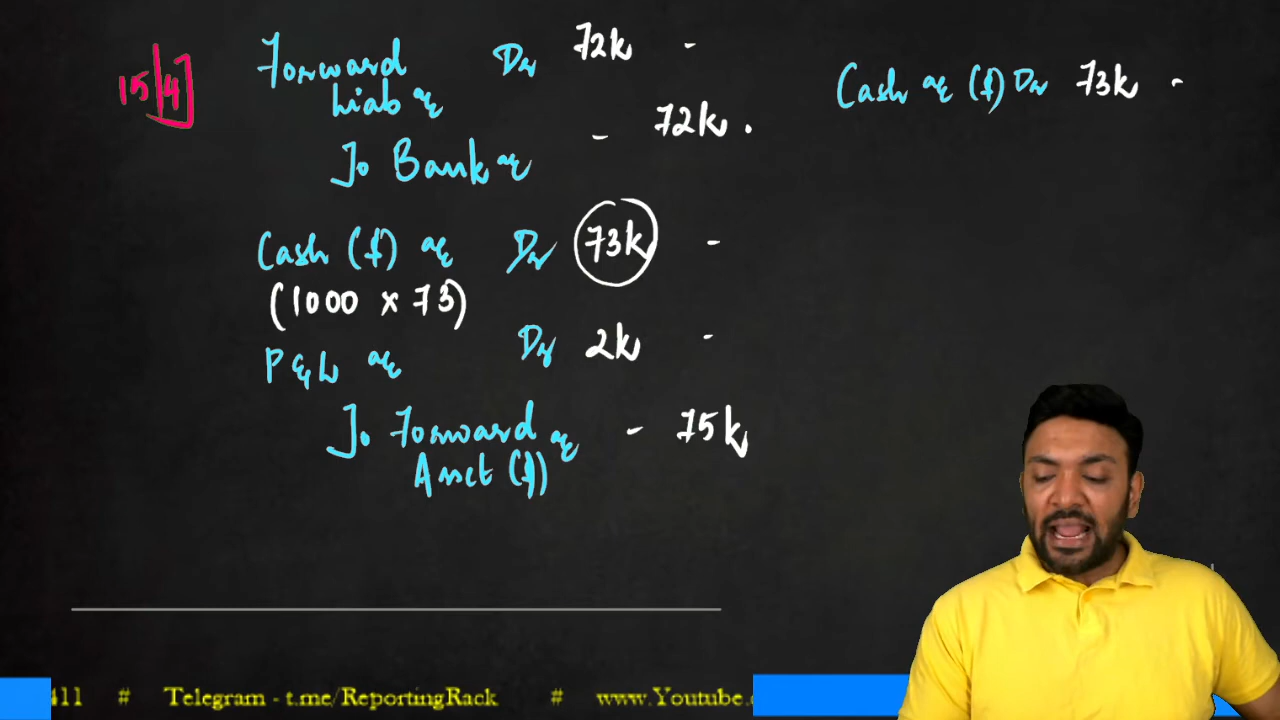 15/4]
Forward Dr 72k -
Liab a/c
- 72k.
To Bank a/c
Cash ($) a/c Dr 73k -
(1000 x 73)
P & L a/c Dr 2k -
To Forward a/c - 75k
Asset ($)
Cash a/c ($) Dr 73k -
411 # Telegram - t.me/ReportingRack # www.Youtube.